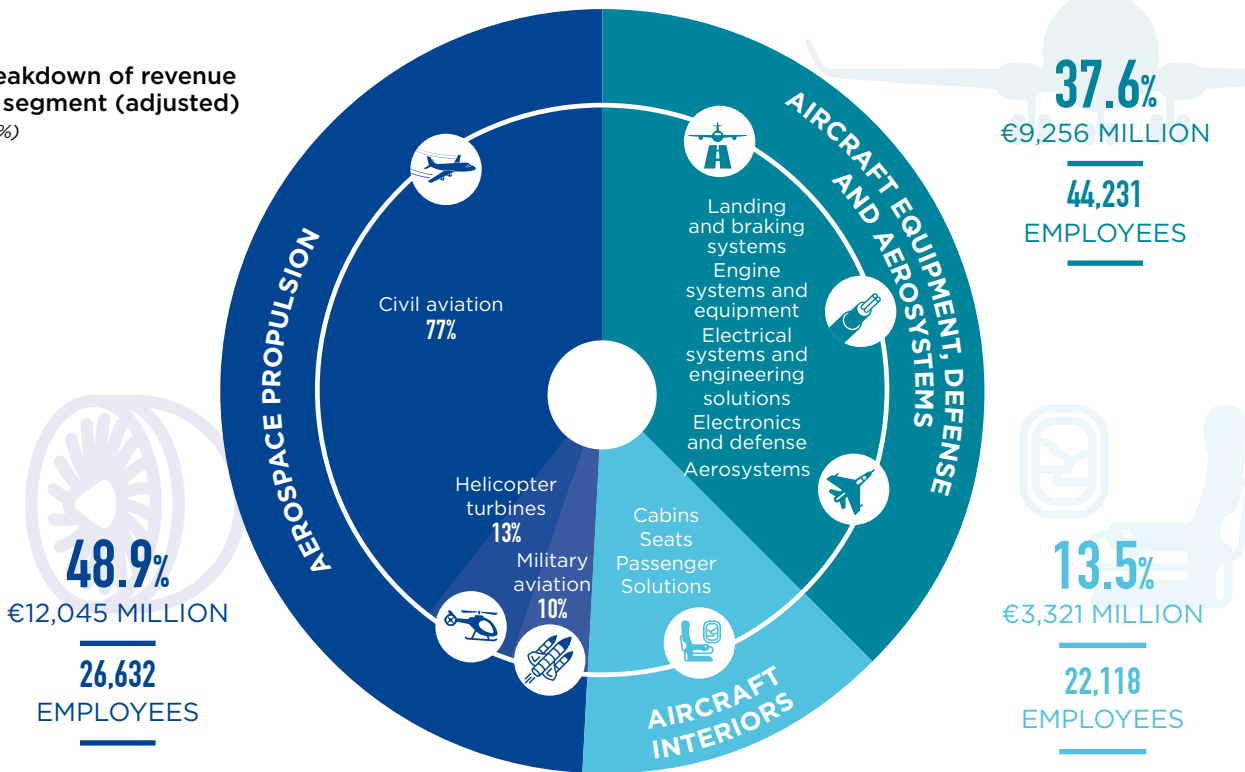 eakdown of revenue
segment (adjusted)
%)
AEROSPACE PROPULSION
Civil aviation
77%
Helicopter
turbines
13%
Military
aviation
10%
48.9%
€12,045 MILLION
26,632
EMPLOYEES
AIRCRAFT EQUIPMENT, DEFENSE
AND AEROSYSTEMS
Landing
and braking
systems
Engine
systems and
equipment
Electrical
systems and
engineering
solutions
Electronics
and defense
Aerosystems
37.6%
€9,256 MILLION
44,231
EMPLOYEES
Cabins
Seats
Passenger
Solutions
AIRCRAFT
INTERIORS
13.5%
€3,321 MILLION
22,118
EMPLOYEES